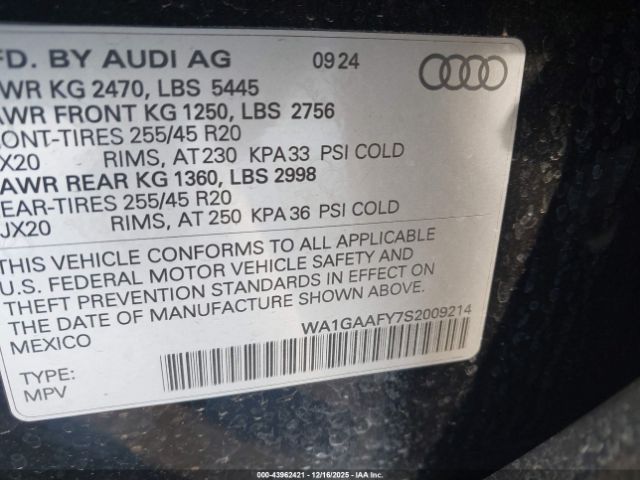 FD. BY AUDI AG 09 24
WR KG 2470, LBS 5445
AWR FRONT KG 1250, LBS 2756
ONT-TIRES 255/45 R20
JX20 RIMS, AT 230 KPA 33 PSI COLD
AWR REAR KG 1360, LBS 2998
EAR-TIRES 255/45 R20
JX20 RIMS, AT 250 KPA 36 PSI COLD
THIS VEHICLE CONFORMS TO ALL APPLICABLE
U.S. FEDERAL MOTOR VEHICLE SAFETY AND
THEFT PREVENTION STANDARDS IN EFFECT ON
THE DATE OF MANUFACTURE SHOWN ABOVE.
MEXICO
WA1GAAFY7S2009214
TYPE:
MPV
000-43962421 - 12/16/2025 - IAA Inc.